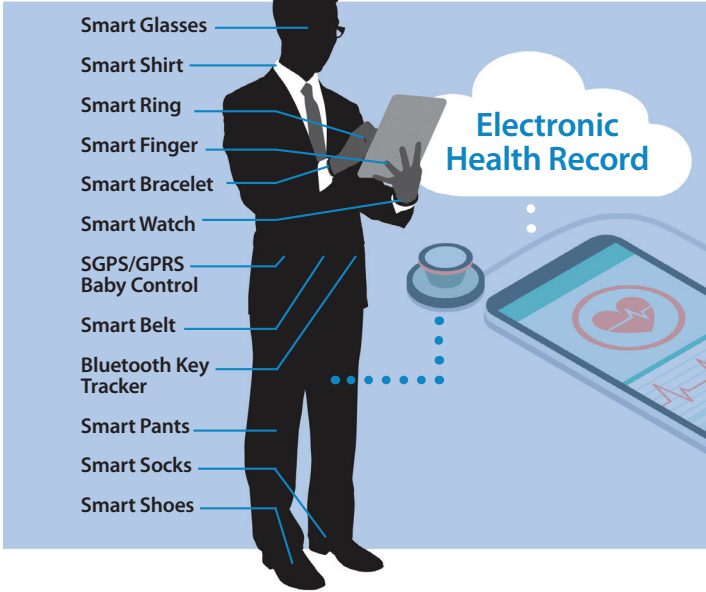 Smart Glasses
Smart Shirt
Smart Ring
Smart Finger
Smart Bracelet
Smart Watch
SGPS/GPRS
Baby Control
Smart Belt
Bluetooth Key
Tracker
Smart Pants
Smart Socks
Smart Shoes
Electronic
Health Record